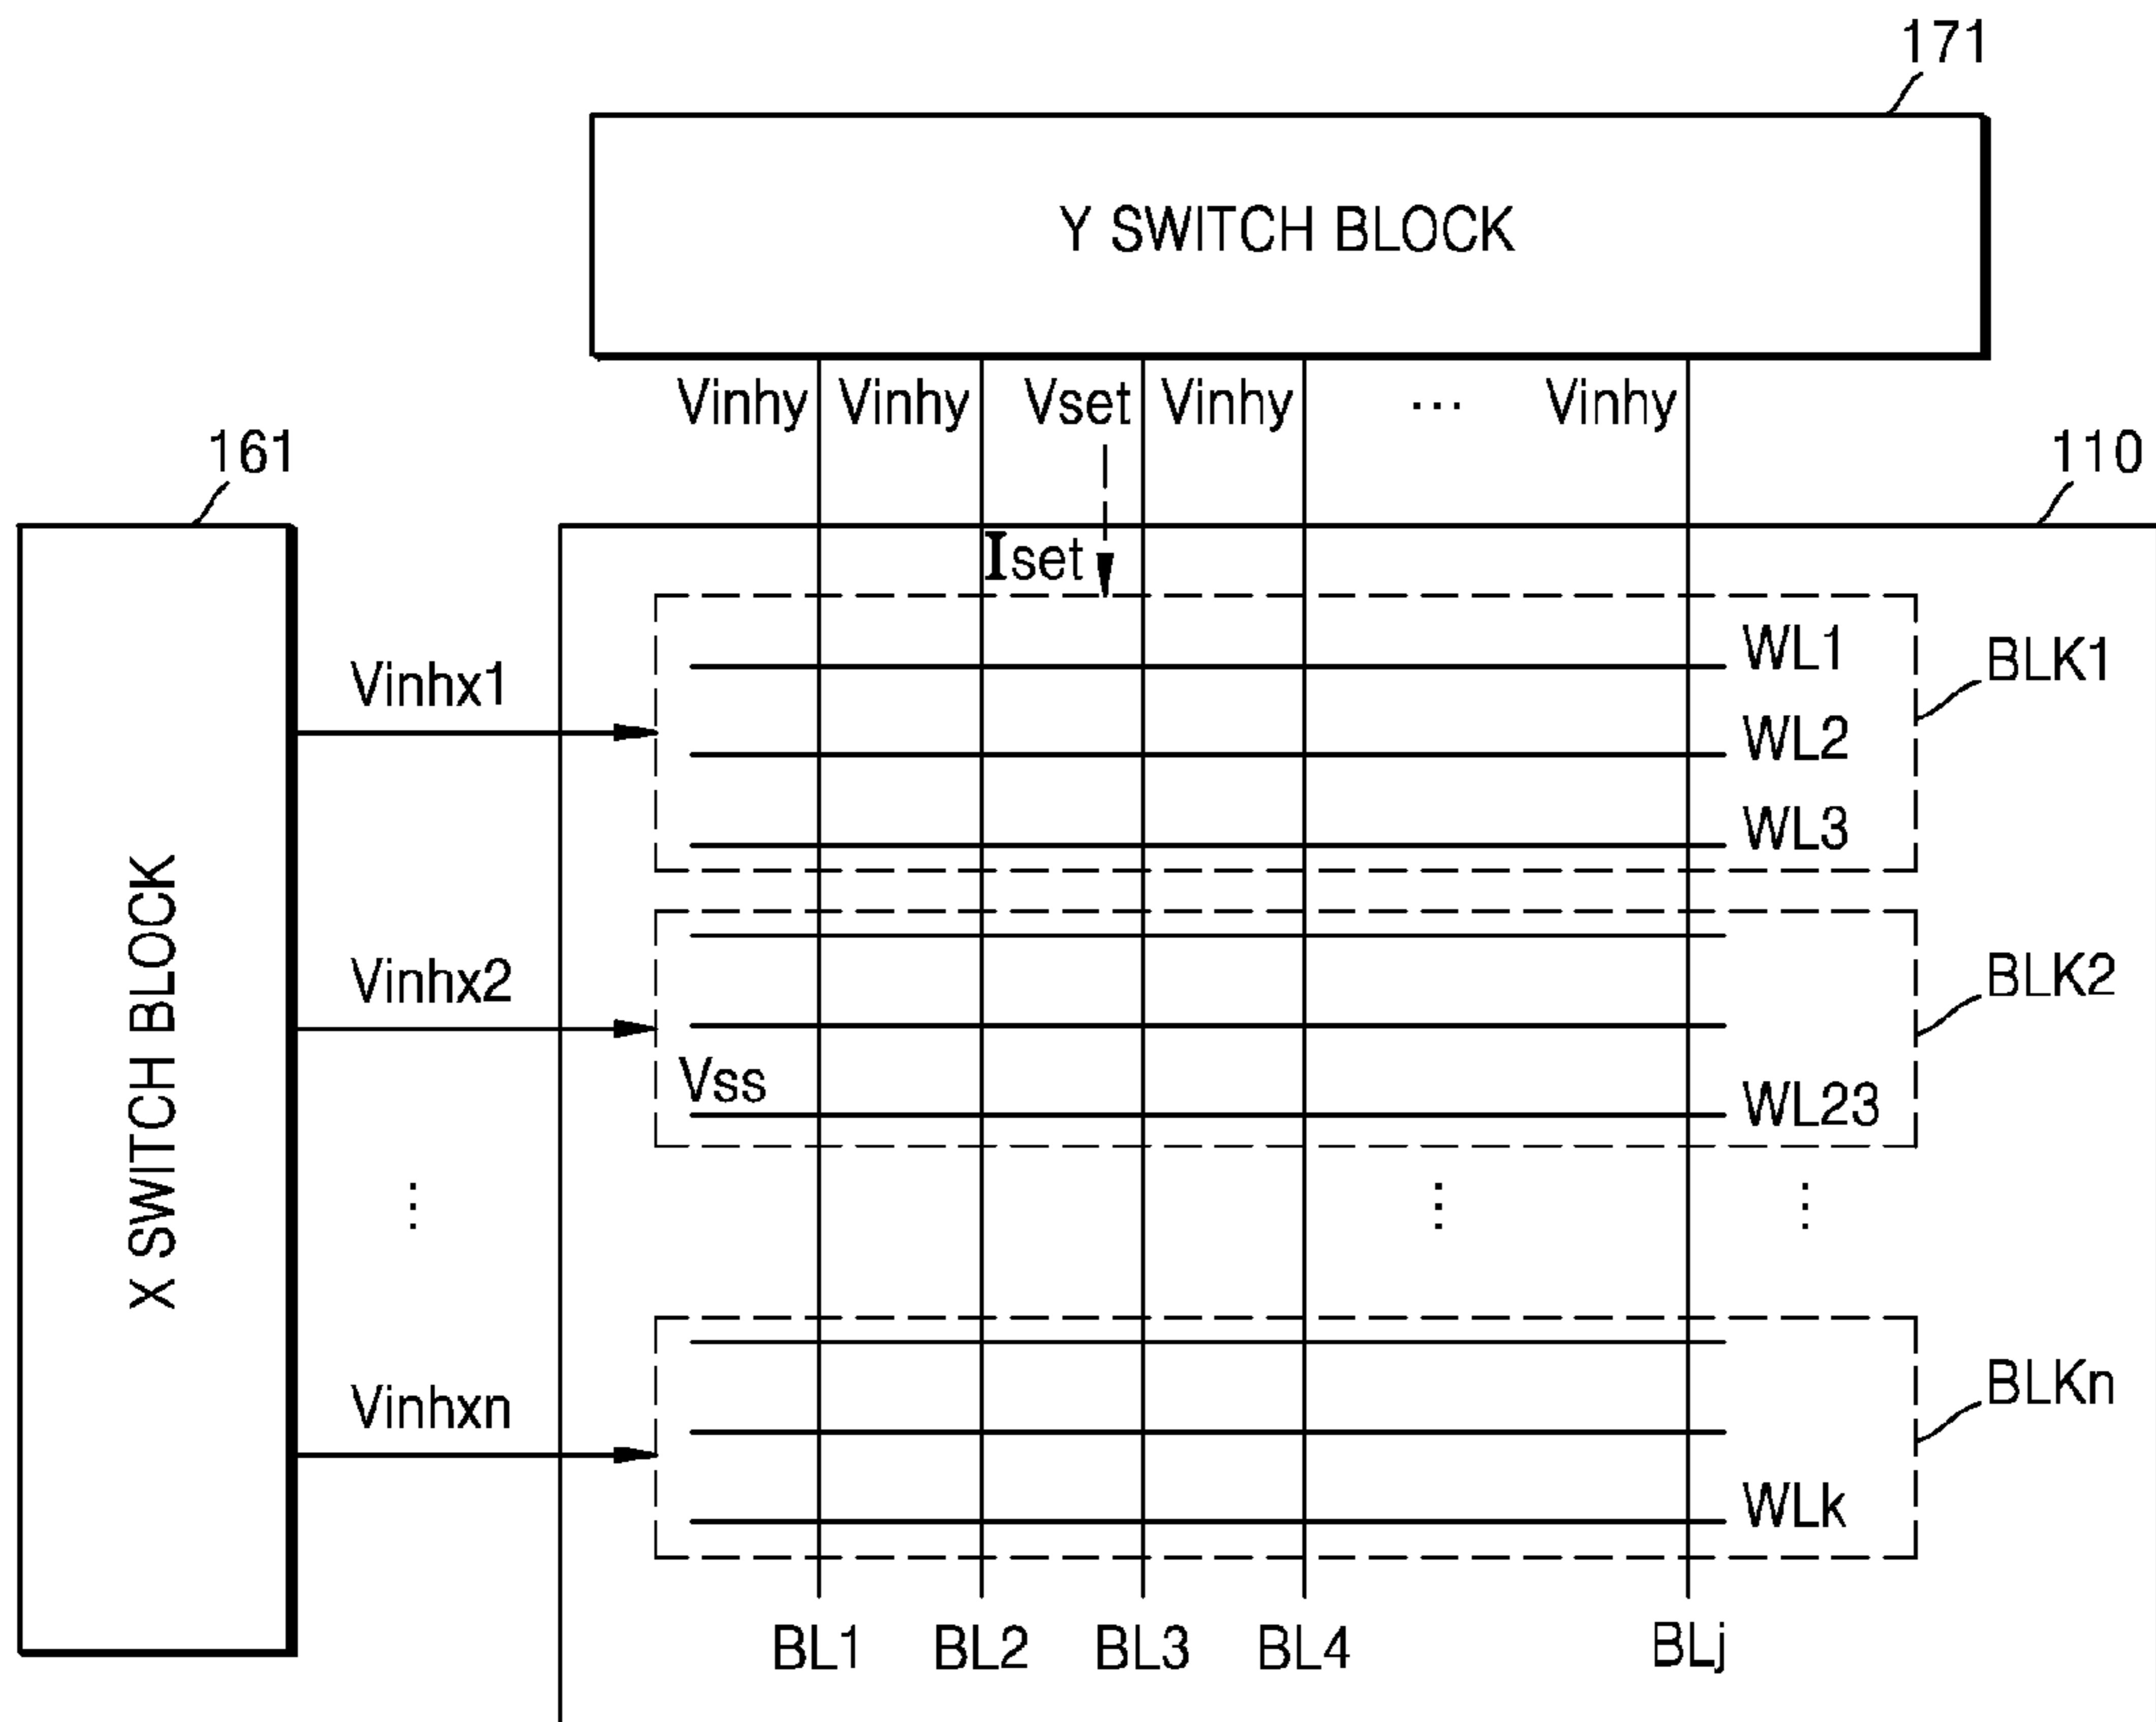 171
Y SWITCH BLOCK
Vinhy Vinhy Vset Vinhy ... Vinhy
161
110
Iset
WL1
BLK1
Vinhx1
WL2
WL3
X SWITCH BLOCK
Vinhx2
BLK2
Vss
WL23
Vinhxn
BLKn
WLk
BL1 BL2 BL3 BL4 BLj